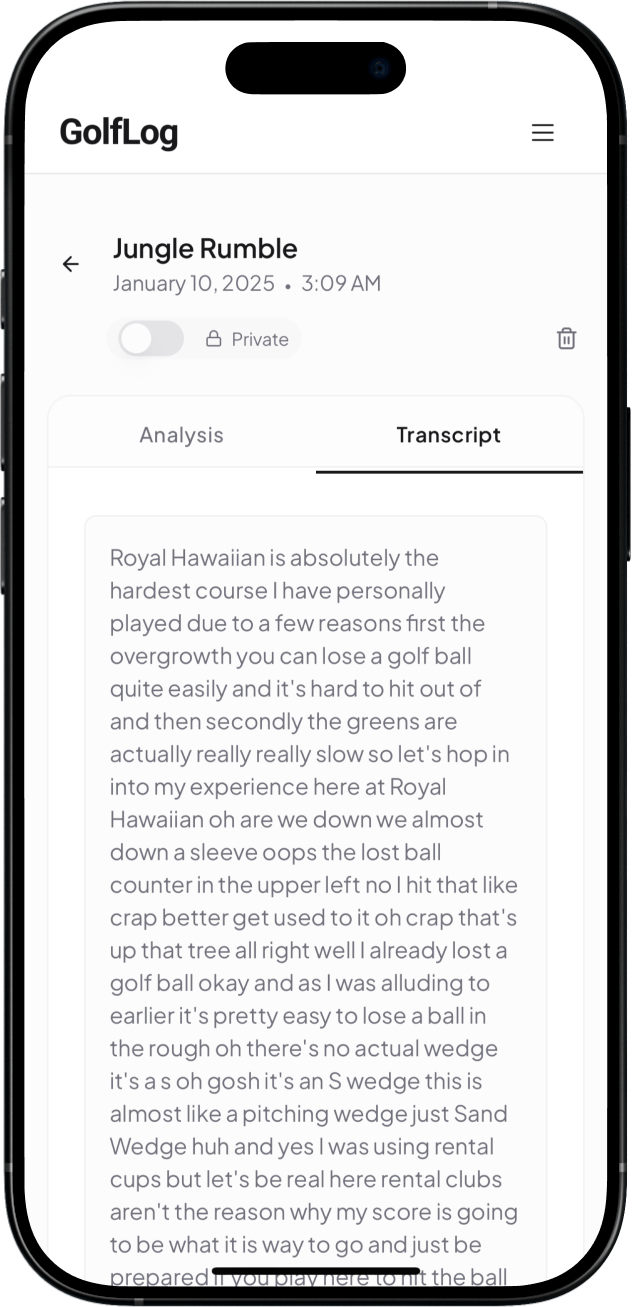 GolfLog
Jungle Rumble
January 10, 2025 • 3:09 AM
Private
Analysis
Transcript
Royal Hawaiian is absolutely the
hardest course I have personally
played due to a few reasons first the
overgrowth you can lose a golf ball
quite easily and it's hard to hit out of
and then secondly the greens are
actually really really slow so let's hop in
into my experience here at Royal
Hawaiian oh are we down we almost
down a sleeve oops the lost ball
counter in the upper left no I hit that like
crap better get used to it oh crap that's
up that tree all right well I already lost a
golf ball okay and as I was alluding to
earlier it's pretty easy to lose a ball in
the rough oh there's no actual wedge
it's a s oh gosh it's an S wedge this is
almost like a pitching wedge just Sand
Wedge huh and yes I was using rental
cups but let's be real here rental clubs
aren't the reason why my score is going
to be what it is way to go and just be
prepared if you play here to hit the ball